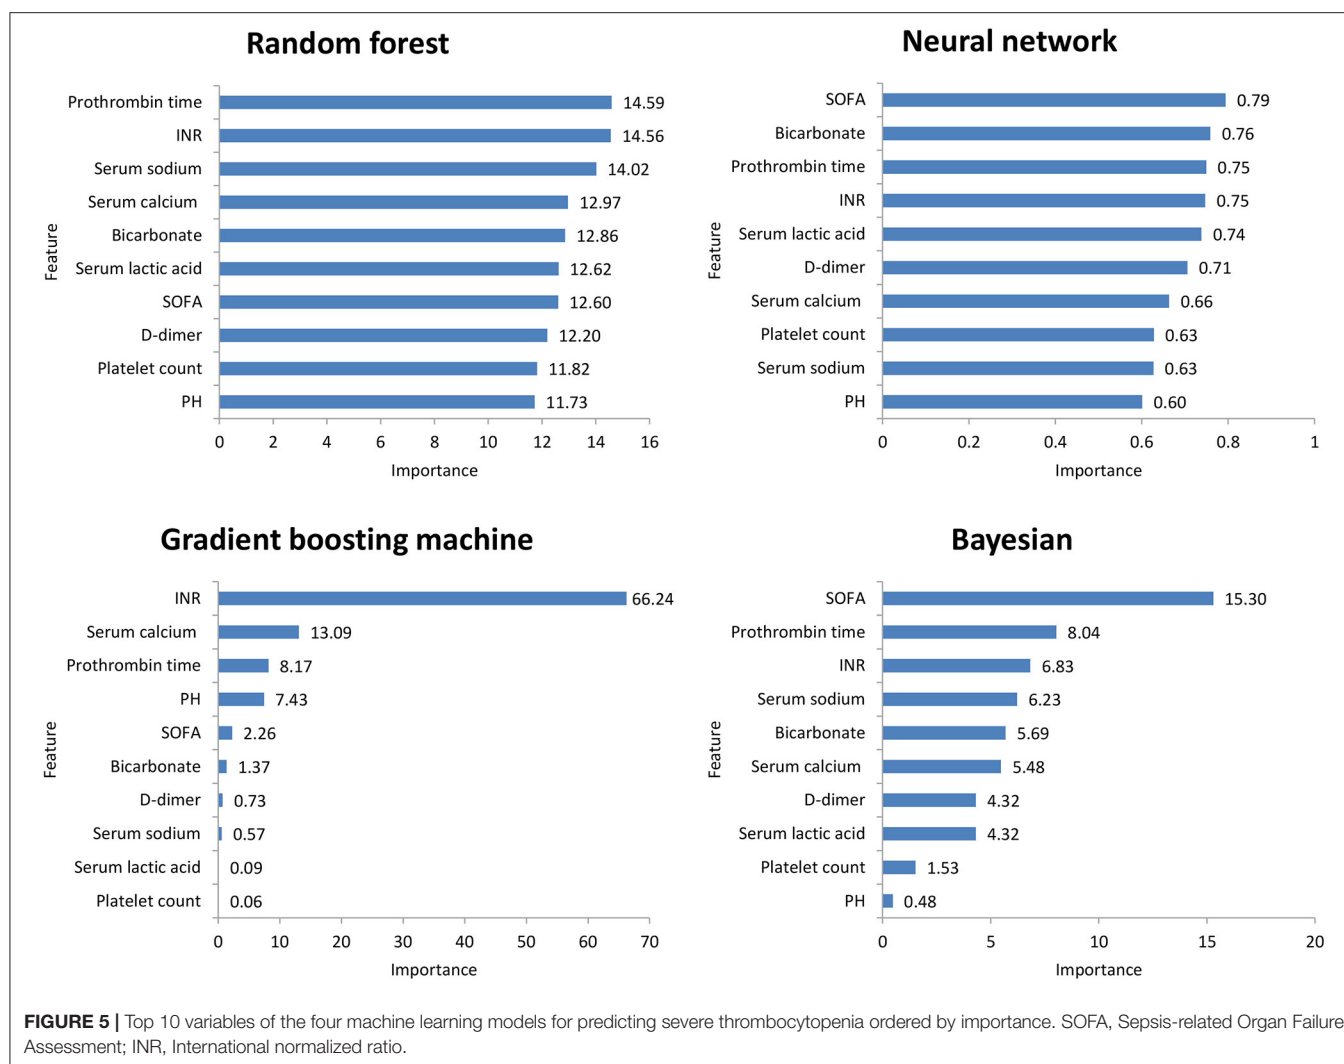 Random forest
Prothrombin time 14.59
INR 14.56
Serum sodium 14.02
Serum calcium 12.97
Bicarbonate 12.86
Serum lactic acid 12.62
SOFA 12.60
D-dimer 12.20
Platelet count 11.82
PH 11.73
Feature
0 2 4 6 8 10 12 14 16
Importance
Neural network
SOFA 0.79
Bicarbonate 0.76
Prothrombin time 0.75
INR 0.75
Serum lactic acid 0.74
D-dimer 0.71
Serum calcium 0.66
Platelet count 0.63
Serum sodium 0.63
PH 0.60
Feature
0 0.2 0.4 0.6 0.8 1
Importance
Gradient boosting machine
INR 66.24
Serum calcium 13.09
Prothrombin time 8.17
PH 7.43
SOFA 2.26
Bicarbonate 1.37
D-dimer 0.73
Serum sodium 0.57
Serum lactic acid 0.09
Platelet count 0.06
Feature
0 10 20 30 40 50 60 70
Importance
Bayesian
SOFA 15.30
Prothrombin time 8.04
INR 6.83
Serum sodium 6.23
Bicarbonate 5.69
Serum calcium 5.48
D-dimer 4.32
Serum lactic acid 4.32
Platelet count 1.53
PH 0.48
Feature
0 5 10 15 20
Importance
FIGURE 5 | Top 10 variables of the four machine learning models for predicting severe thrombocytopenia ordered by importance. SOFA, Sepsis-related Organ Failure
Assessment; INR, International normalized ratio.